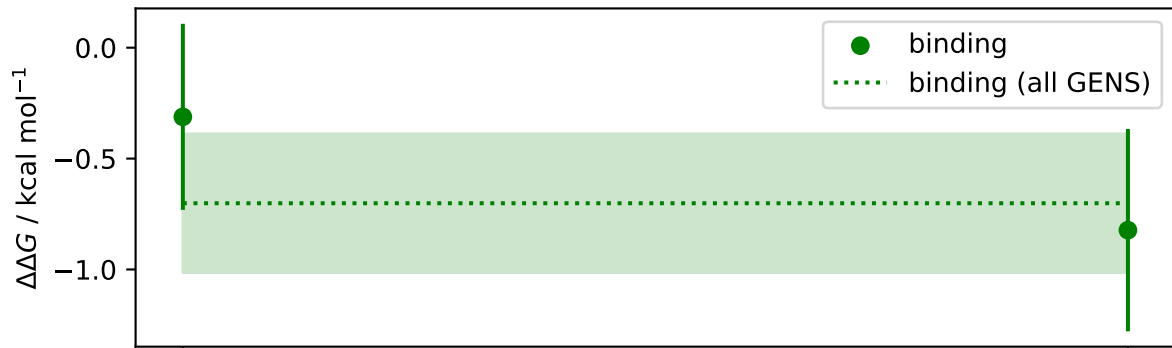 ΔΔG / kcal mol⁻¹
0.0
−0.5
−1.0
binding
binding (all GENS)